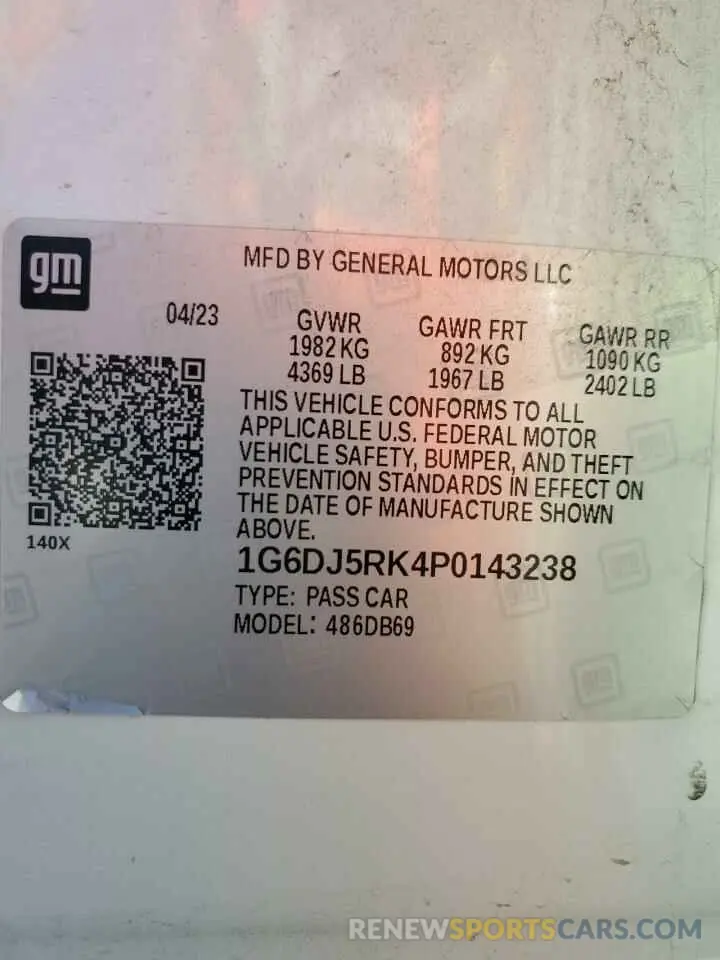 gm
MFD BY GENERAL MOTORS LLC
04/23
GVWR GAWR FRT GAWR RR
1982 KG 892 KG 1090 KG
4369 LB 1967 LB 2402 LB
THIS VEHICLE CONFORMS TO ALL
APPLICABLE U.S. FEDERAL MOTOR
VEHICLE SAFETY, BUMPER, AND THEFT
PREVENTION STANDARDS IN EFFECT ON
THE DATE OF MANUFACTURE SHOWN
ABOVE.
140X
1G6DJ5RK4P0143238
TYPE: PASS CAR
MODEL: 486DB69
RENEWSPORTSCARS.COM